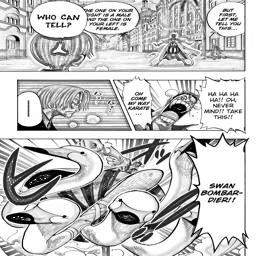 BUT
FIRST,
LET ME
TELL YOU
THIS...
THE ONE ON YOUR
RIGHT IS A MALE
AND THE ONE
ON YOUR LEFT
IS FEMALE.
WHO CAN
TELL?
HA HA HA
HA!! OH,
NEVER
MIND!! TAKE
THIS!!
OH
COME
MY WAY
KARATE...
SWAN
BOMBAR-
DIER!!